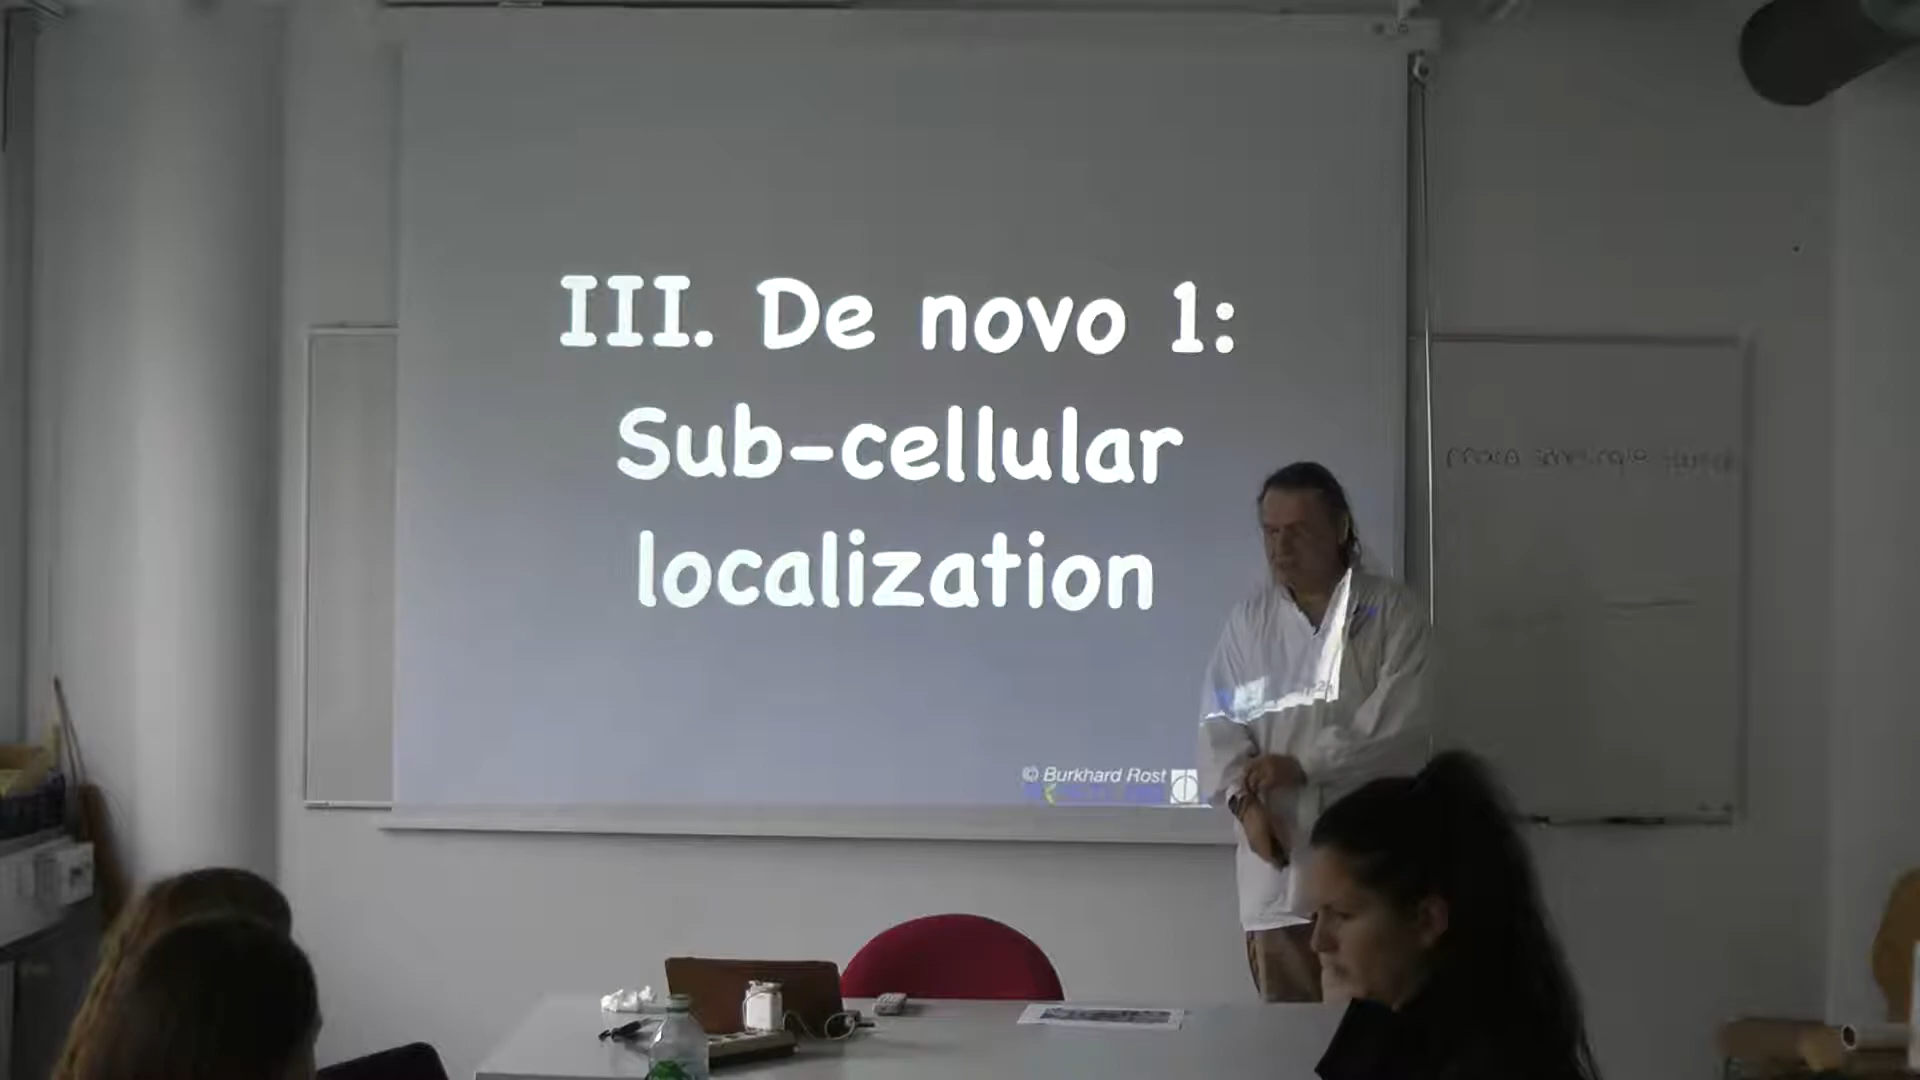 III. De novo 1:
Sub-cellular
localization
© Burkhard Rost